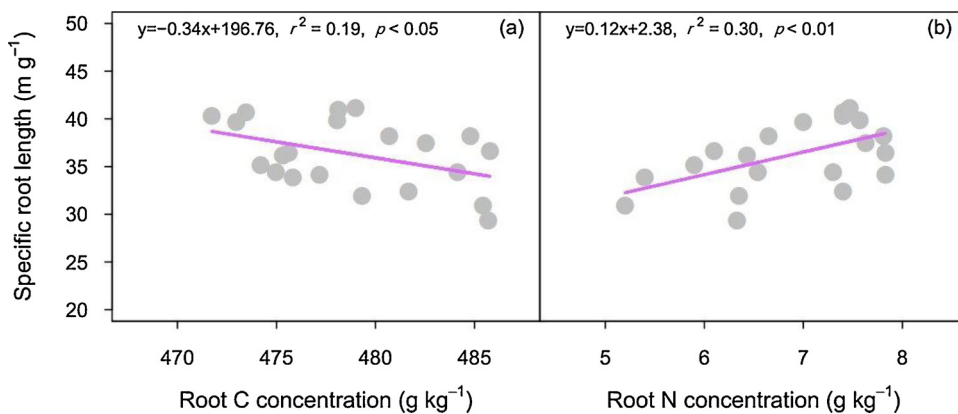 y=−0.34x+196.76, r² = 0.19, p < 0.05 (a)
y=0.12x+2.38, r² = 0.30, p < 0.01 (b)
Specific root length (m g⁻¹)
50
45
40
35
30
25
20
470 475 480 485
5 6 7 8
Root C concentration (g kg⁻¹)
Root N concentration (g kg⁻¹)